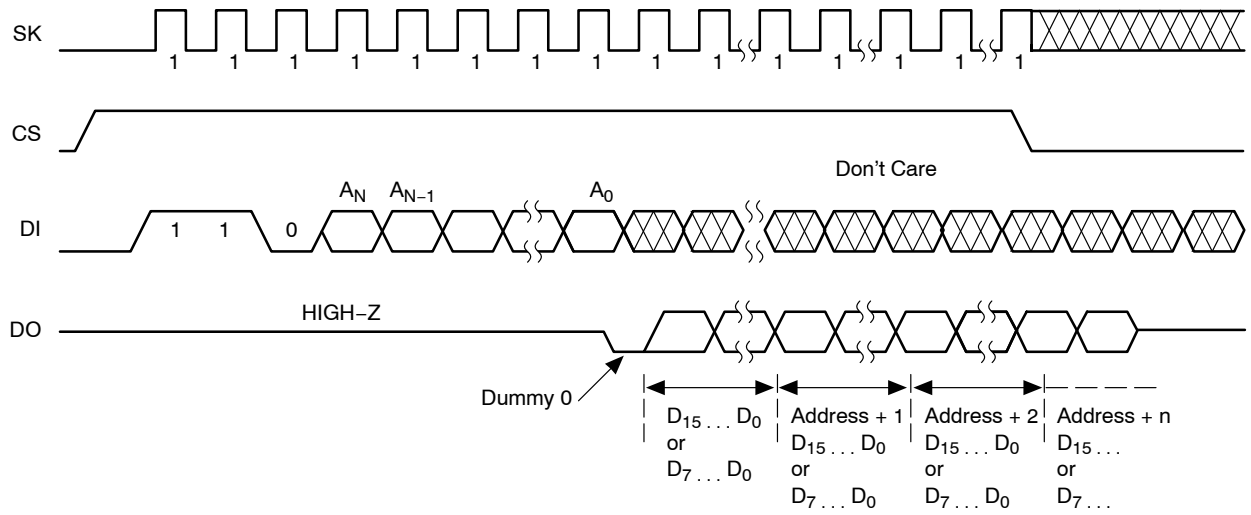 SK
1 1 1 1 1 1 1 1 1 1 1 1 1 1 1
CS
Don't Care
A_N A_N−1 A_0
DI
1 1 0
HIGH−Z
DO
Dummy 0
D15 . . . D0
or
D7 . . . D0
Address + 1
D15 . . . D0
or
D7 . . . D0
Address + 2
D15 . . . D0
or
D7 . . . D0
Address + n
D15 . . .
or
D7 . . .